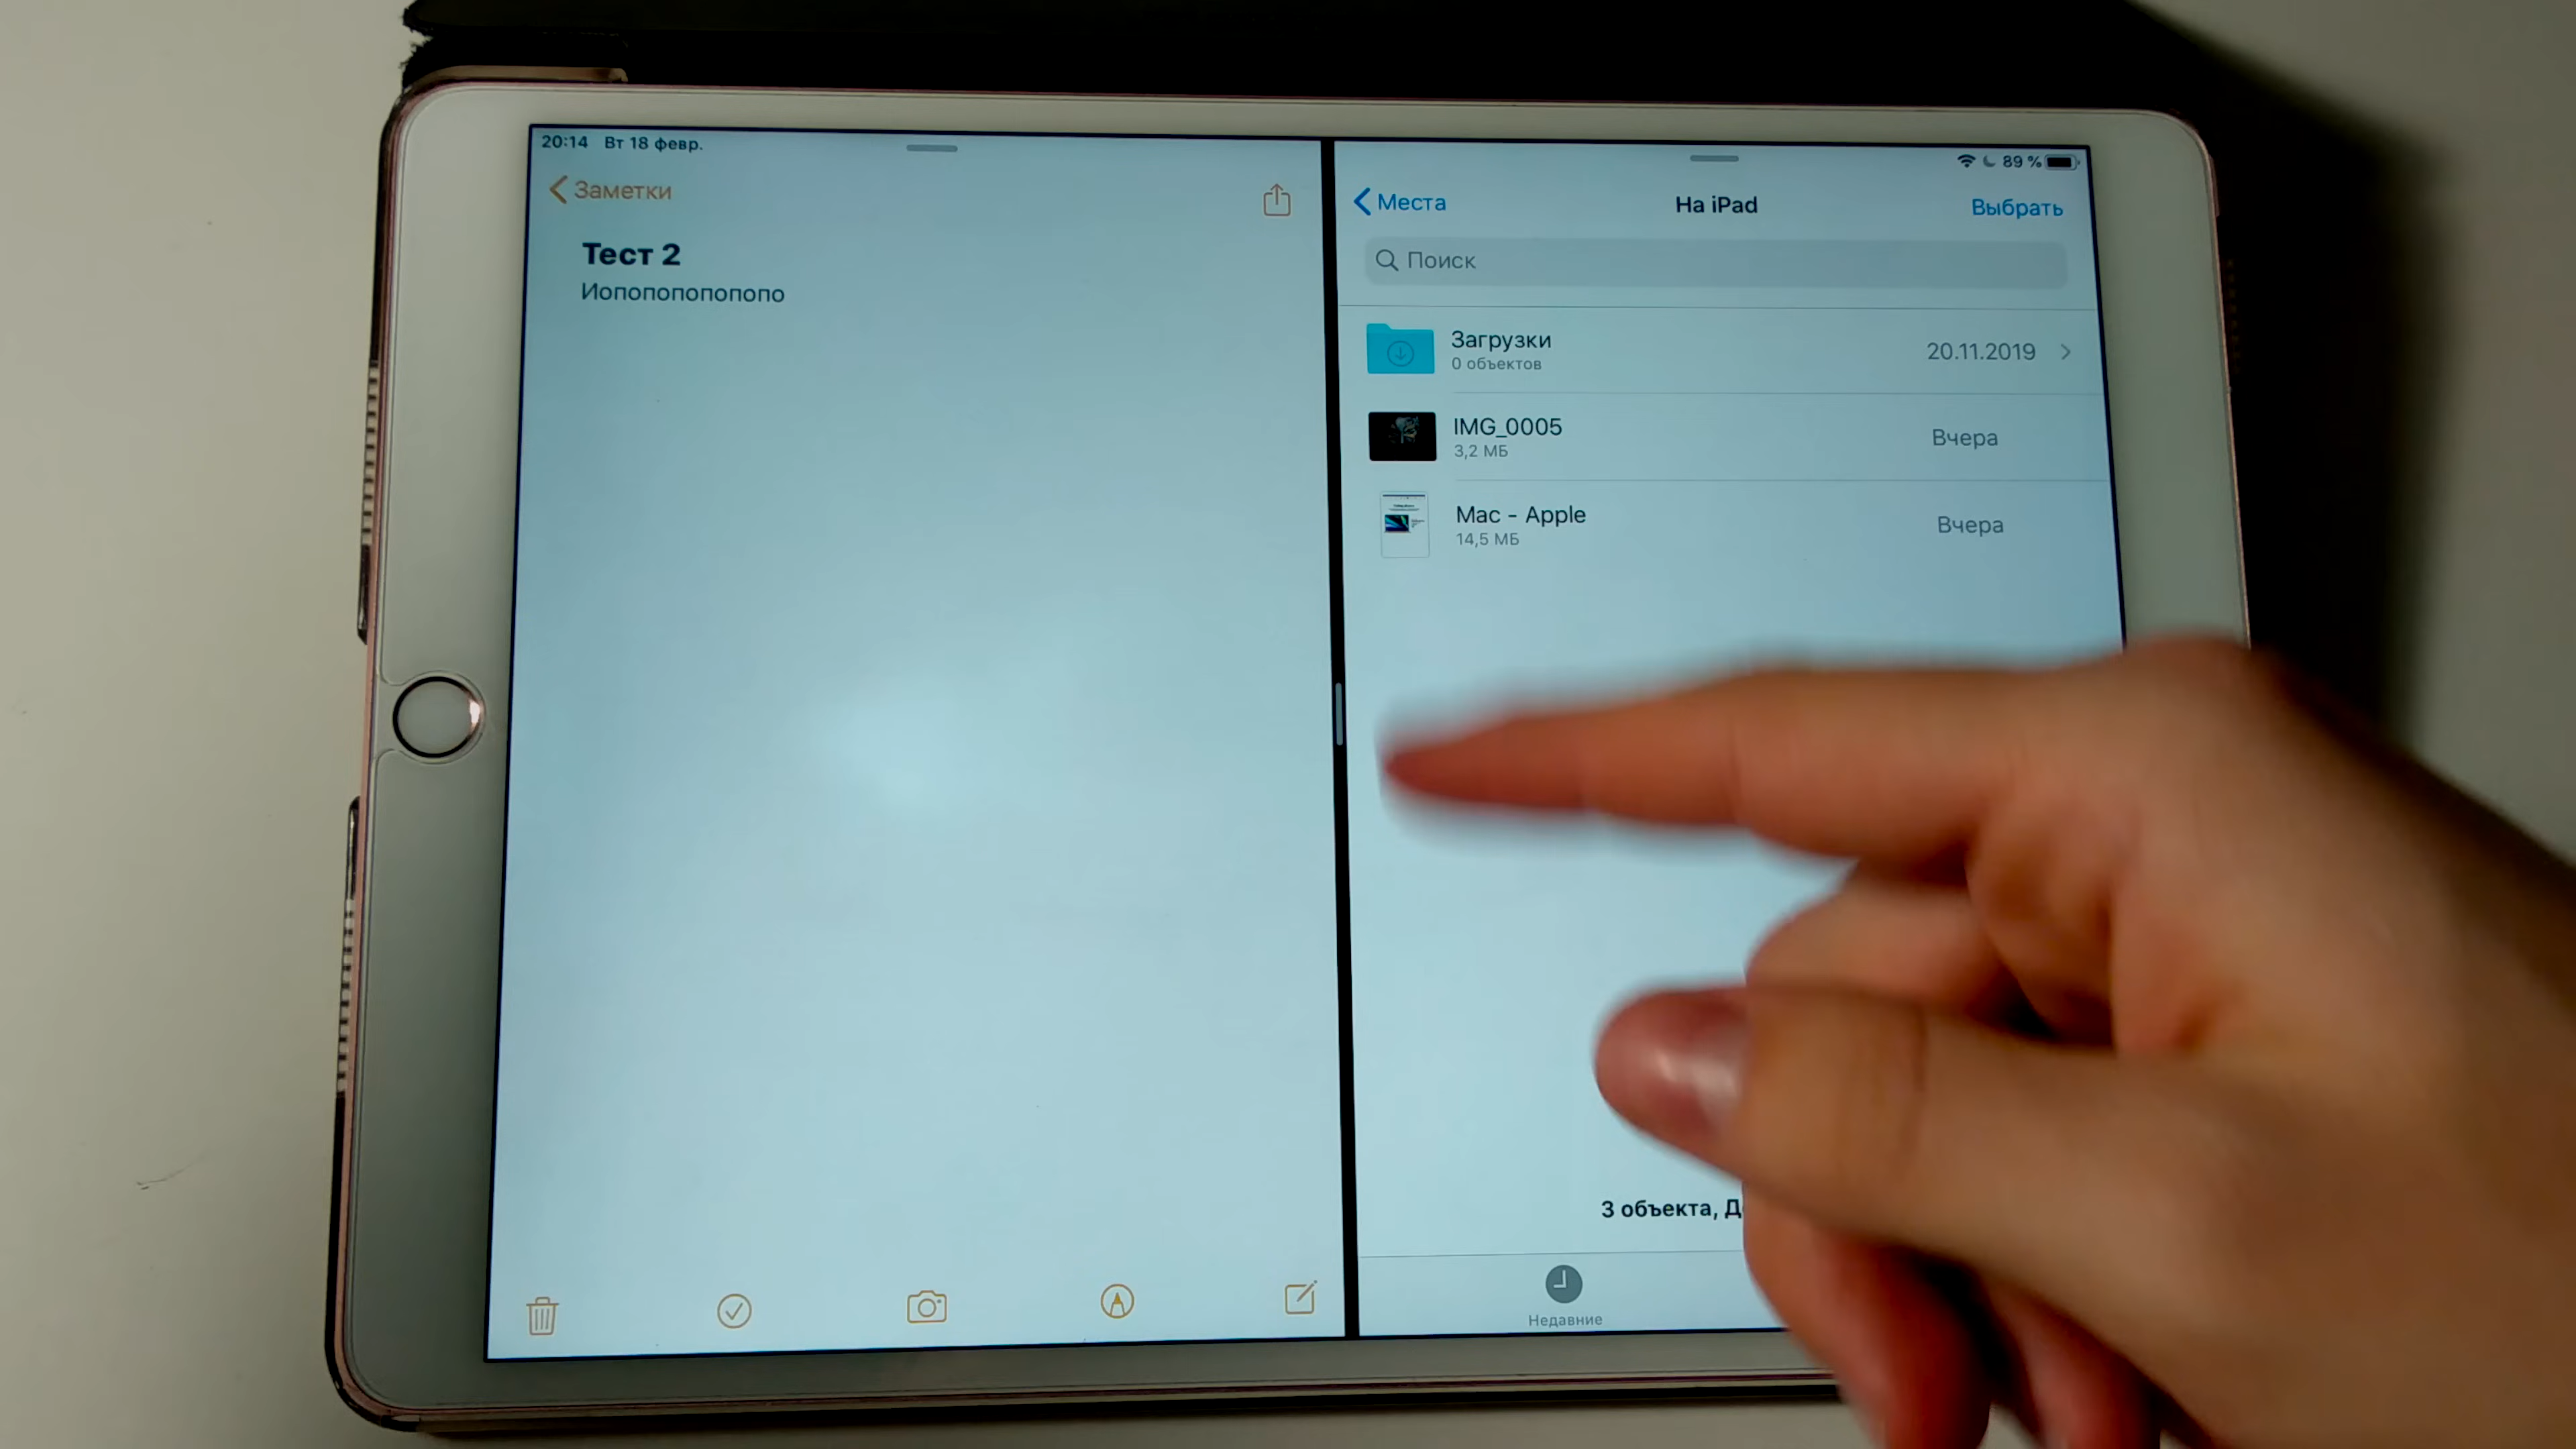 20:14 Вт 18 февр.
Заметки
Тест 2
Иопопопопопопо
89 %
Места
На iPad
Выбрать
Поиск
Загрузки
0 объектов
20.11.2019
IMG_0005
3,2 МБ
Вчера
Mac - Apple
14,5 МБ
Вчера
3 объекта,
Недавние